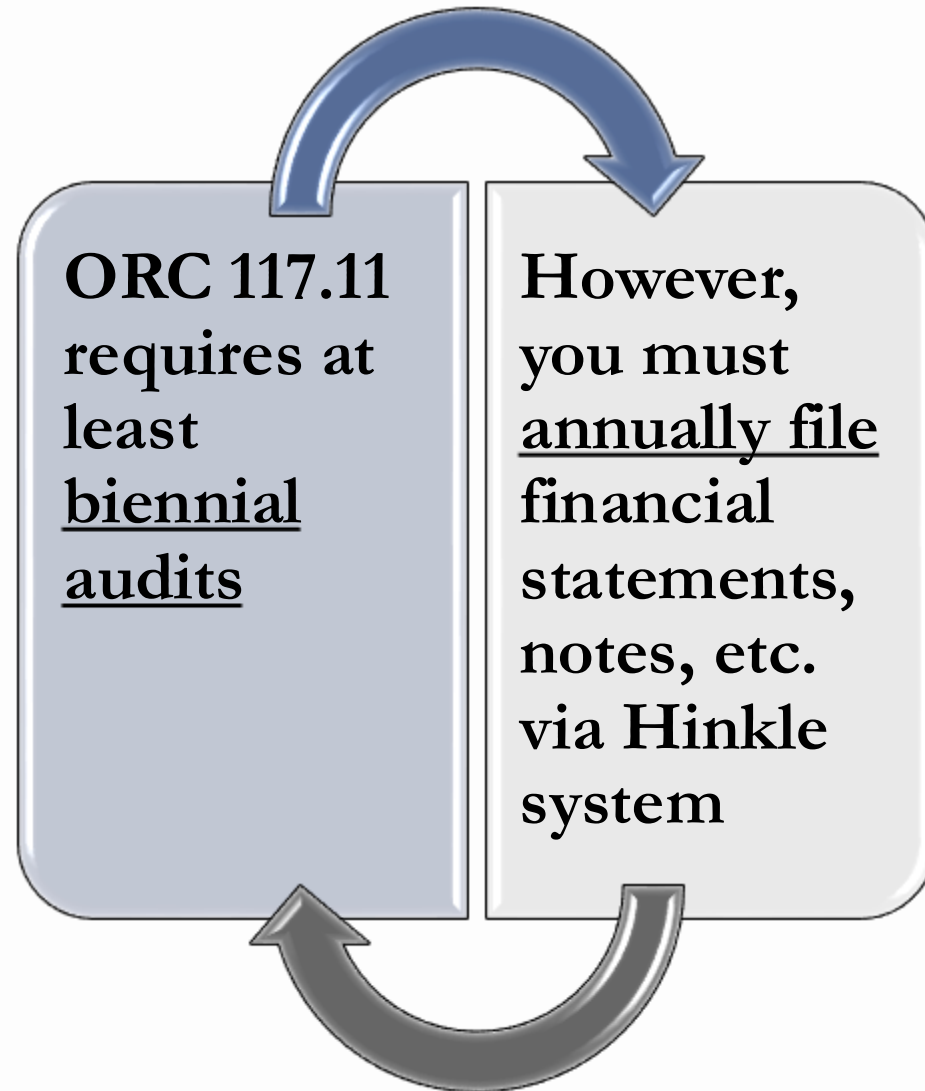 ORC 117.11
requires at
least
biennial
audits
However,
you must
annually file
financial
statements,
notes, etc.
via Hinkle
system